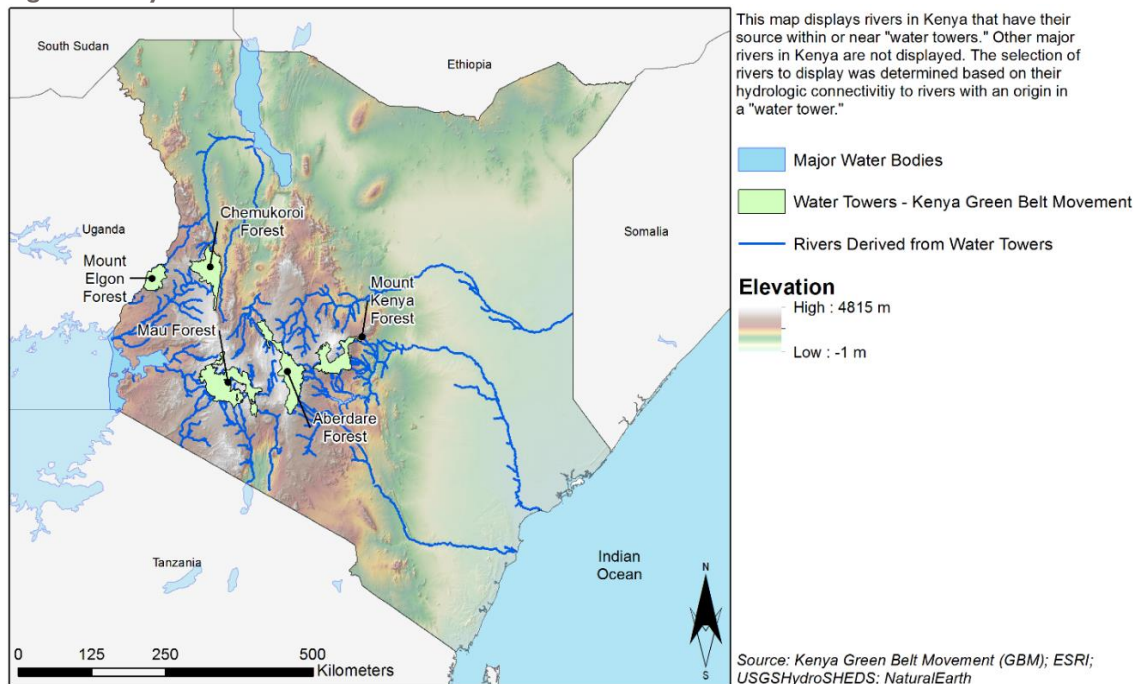 South Sudan
Ethiopia
Uganda
Somalia
Chemukoroi
Forest
Mount
Elgon
Forest
Mount
Kenya
Forest
Mau Forest
Aberdare
Forest
Tanzania
Indian
Ocean
N
S
0 125 250 500
Kilometers
This map displays rivers in Kenya that have their
source within or near "water towers." Other major
rivers in Kenya are not displayed. The selection of
rivers to display was determined based on their
hydrologic connectivitiy to rivers with an origin in
a "water tower."
Major Water Bodies
Water Towers - Kenya Green Belt Movement
Rivers Derived from Water Towers
Elevation
High : 4815 m
Low : -1 m
Source: Kenya Green Belt Movement (GBM); ESRI;
USGSHydroSHEDS; NaturalEarth